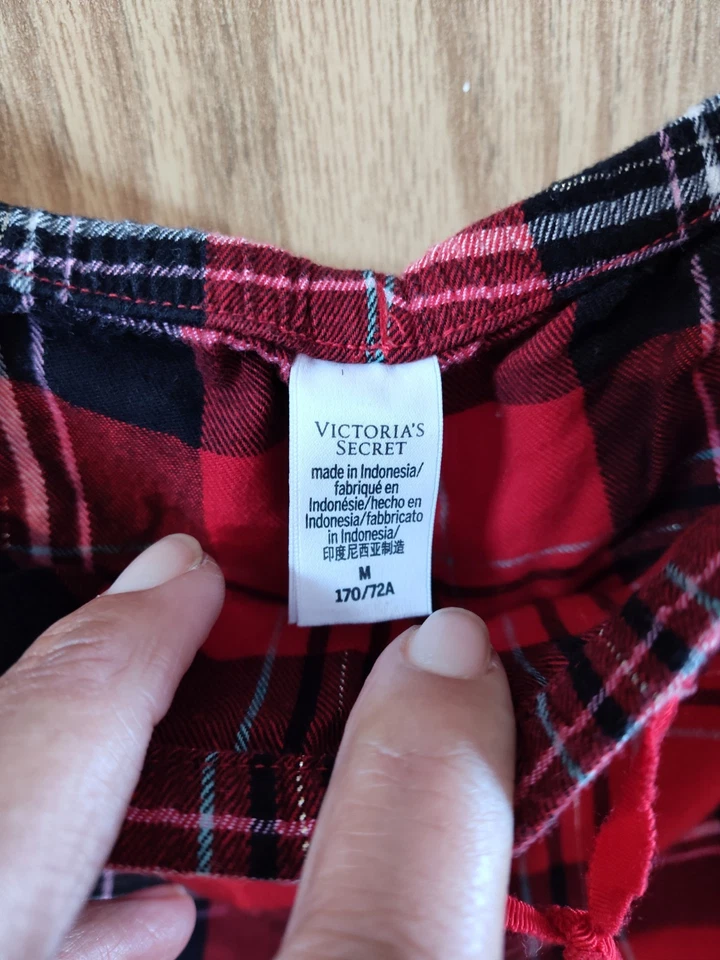 VICTORIA'S
SECRET
made in Indonesia/
fabriqué en
Indonésie/hecho en
Indonesia/fabbricato
in Indonesia/
印度尼西亚制造
M
170/72A